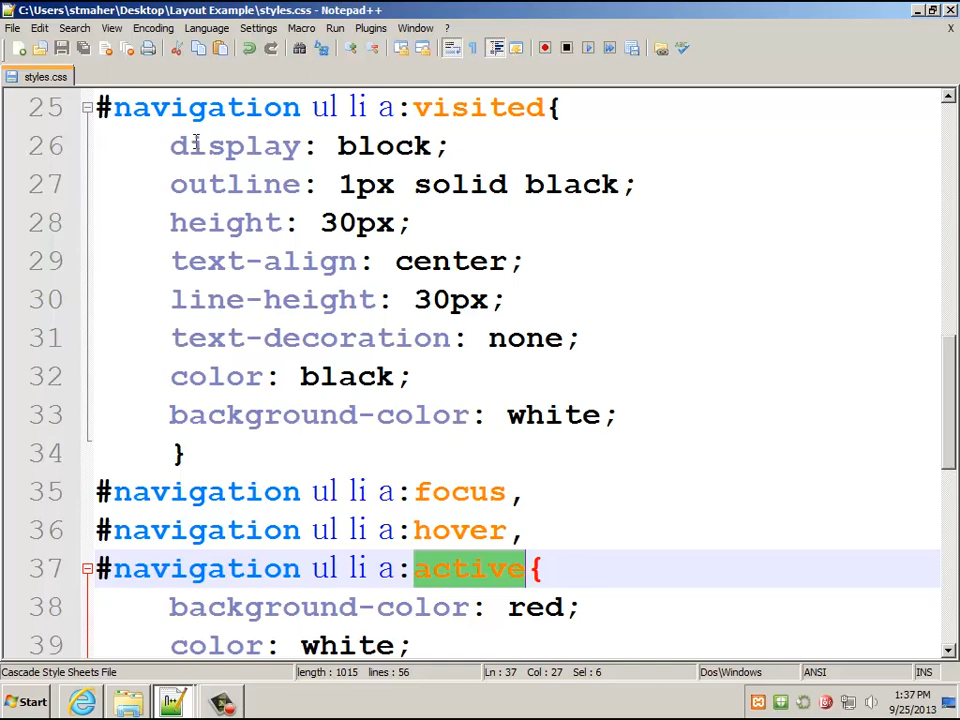 C:\Users\stmaher\Desktop\Layout Example\styles.css - Notepad++
File Edit Search View Encoding Language Settings Macro Run Plugins Window ? X
styles.css
25 #navigation ul li a:visited{
26 display: block;
27 outline: 1px solid black;
28 height: 30px;
29 text-align: center;
30 line-height: 30px;
31 text-decoration: none;
32 color: black;
33 background-color: white;
34 }
35 #navigation ul li a:focus,
36 #navigation ul li a:hover,
37 #navigation ul li a:active{
38 background-color: red;
39 color: white;
Cascade Style Sheets File length : 1015 lines : 56 Ln : 37 Col : 27 Sel : 6 Dos\Windows ANSI INS
Start 1:37 PM
9/25/2013